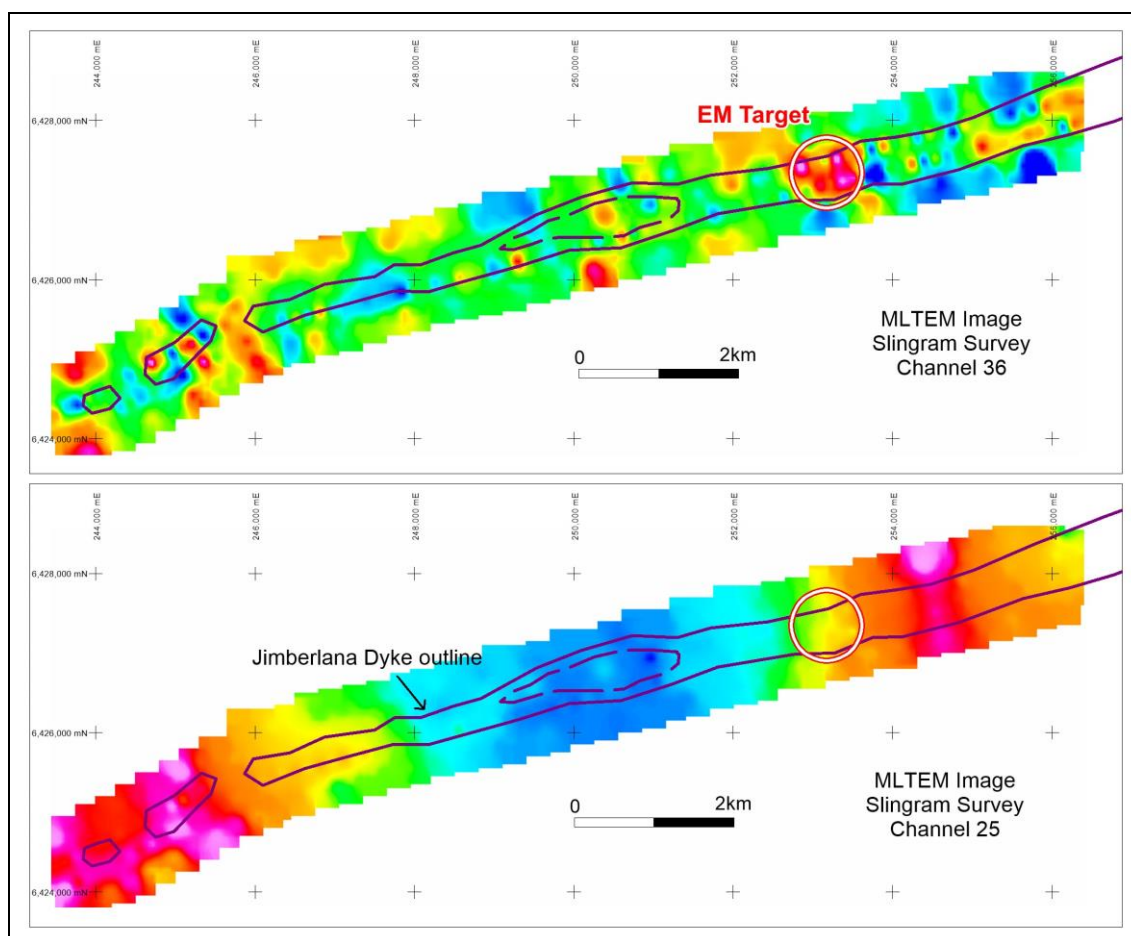 244,000 mE
246,000 mE
248,000 mE
250,000 mE
252,000 mE
254,000 mE
256,000 mE
6,428,000 mN
EM Target
6,426,000 mN
MLTEM Image
Slingram Survey
Channel 36
0 2km
6,424,000 mN
244,000 mE
246,000 mE
248,000 mE
250,000 mE
252,000 mE
254,000 mE
256,000 mE
6,428,000 mN
Jimberlana Dyke outline
6,426,000 mN
MLTEM Image
Slingram Survey
Channel 25
0 2km
6,424,000 mN